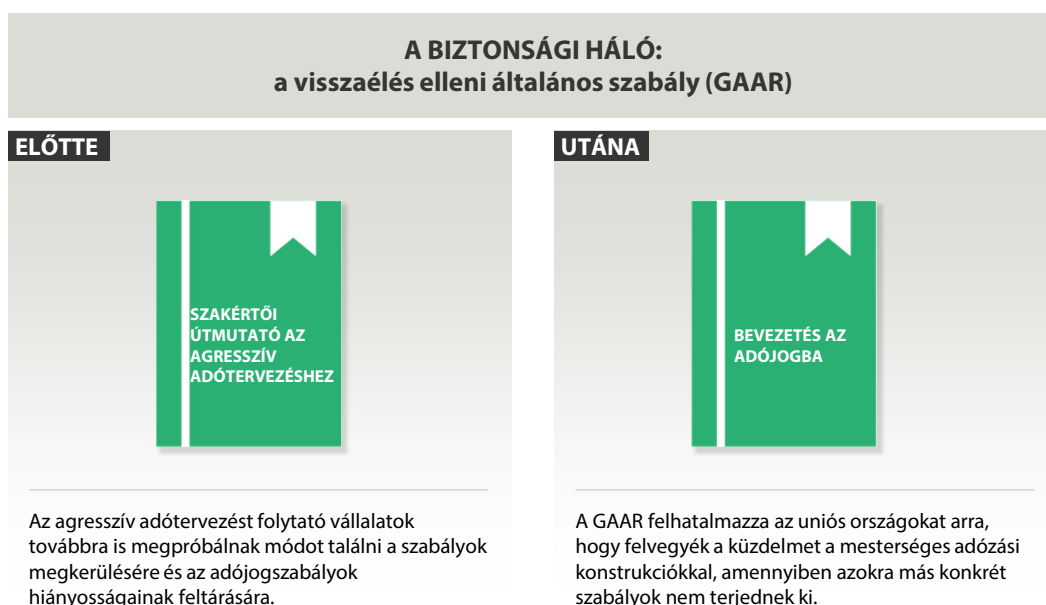 A BIZTONSÁGI HÁLÓ:
a visszaélés elleni általános szabály (GAAR)
ELŐTTE
SZAKÉRTŐI
ÚTMUTATÓ AZ
AGRESSZÍV
ADÓTERVEZÉSHEZ
Az agresszív adótervezést folytató vállalatok
továbbra is megpróbálnak módot találni a szabályok
megkerülésére és az adójogszabályok
hiányosságainak feltárására.
UTÁNA
BEVEZETÉS AZ
ADÓJOGBA
A GAAR felhatalmazza az uniós országokat arra,
hogy felvegyék a küzdelmet a mesterséges adózási
konstrukciókkal, amennyiben azokra más konkrét
szabályok nem terjednek ki.